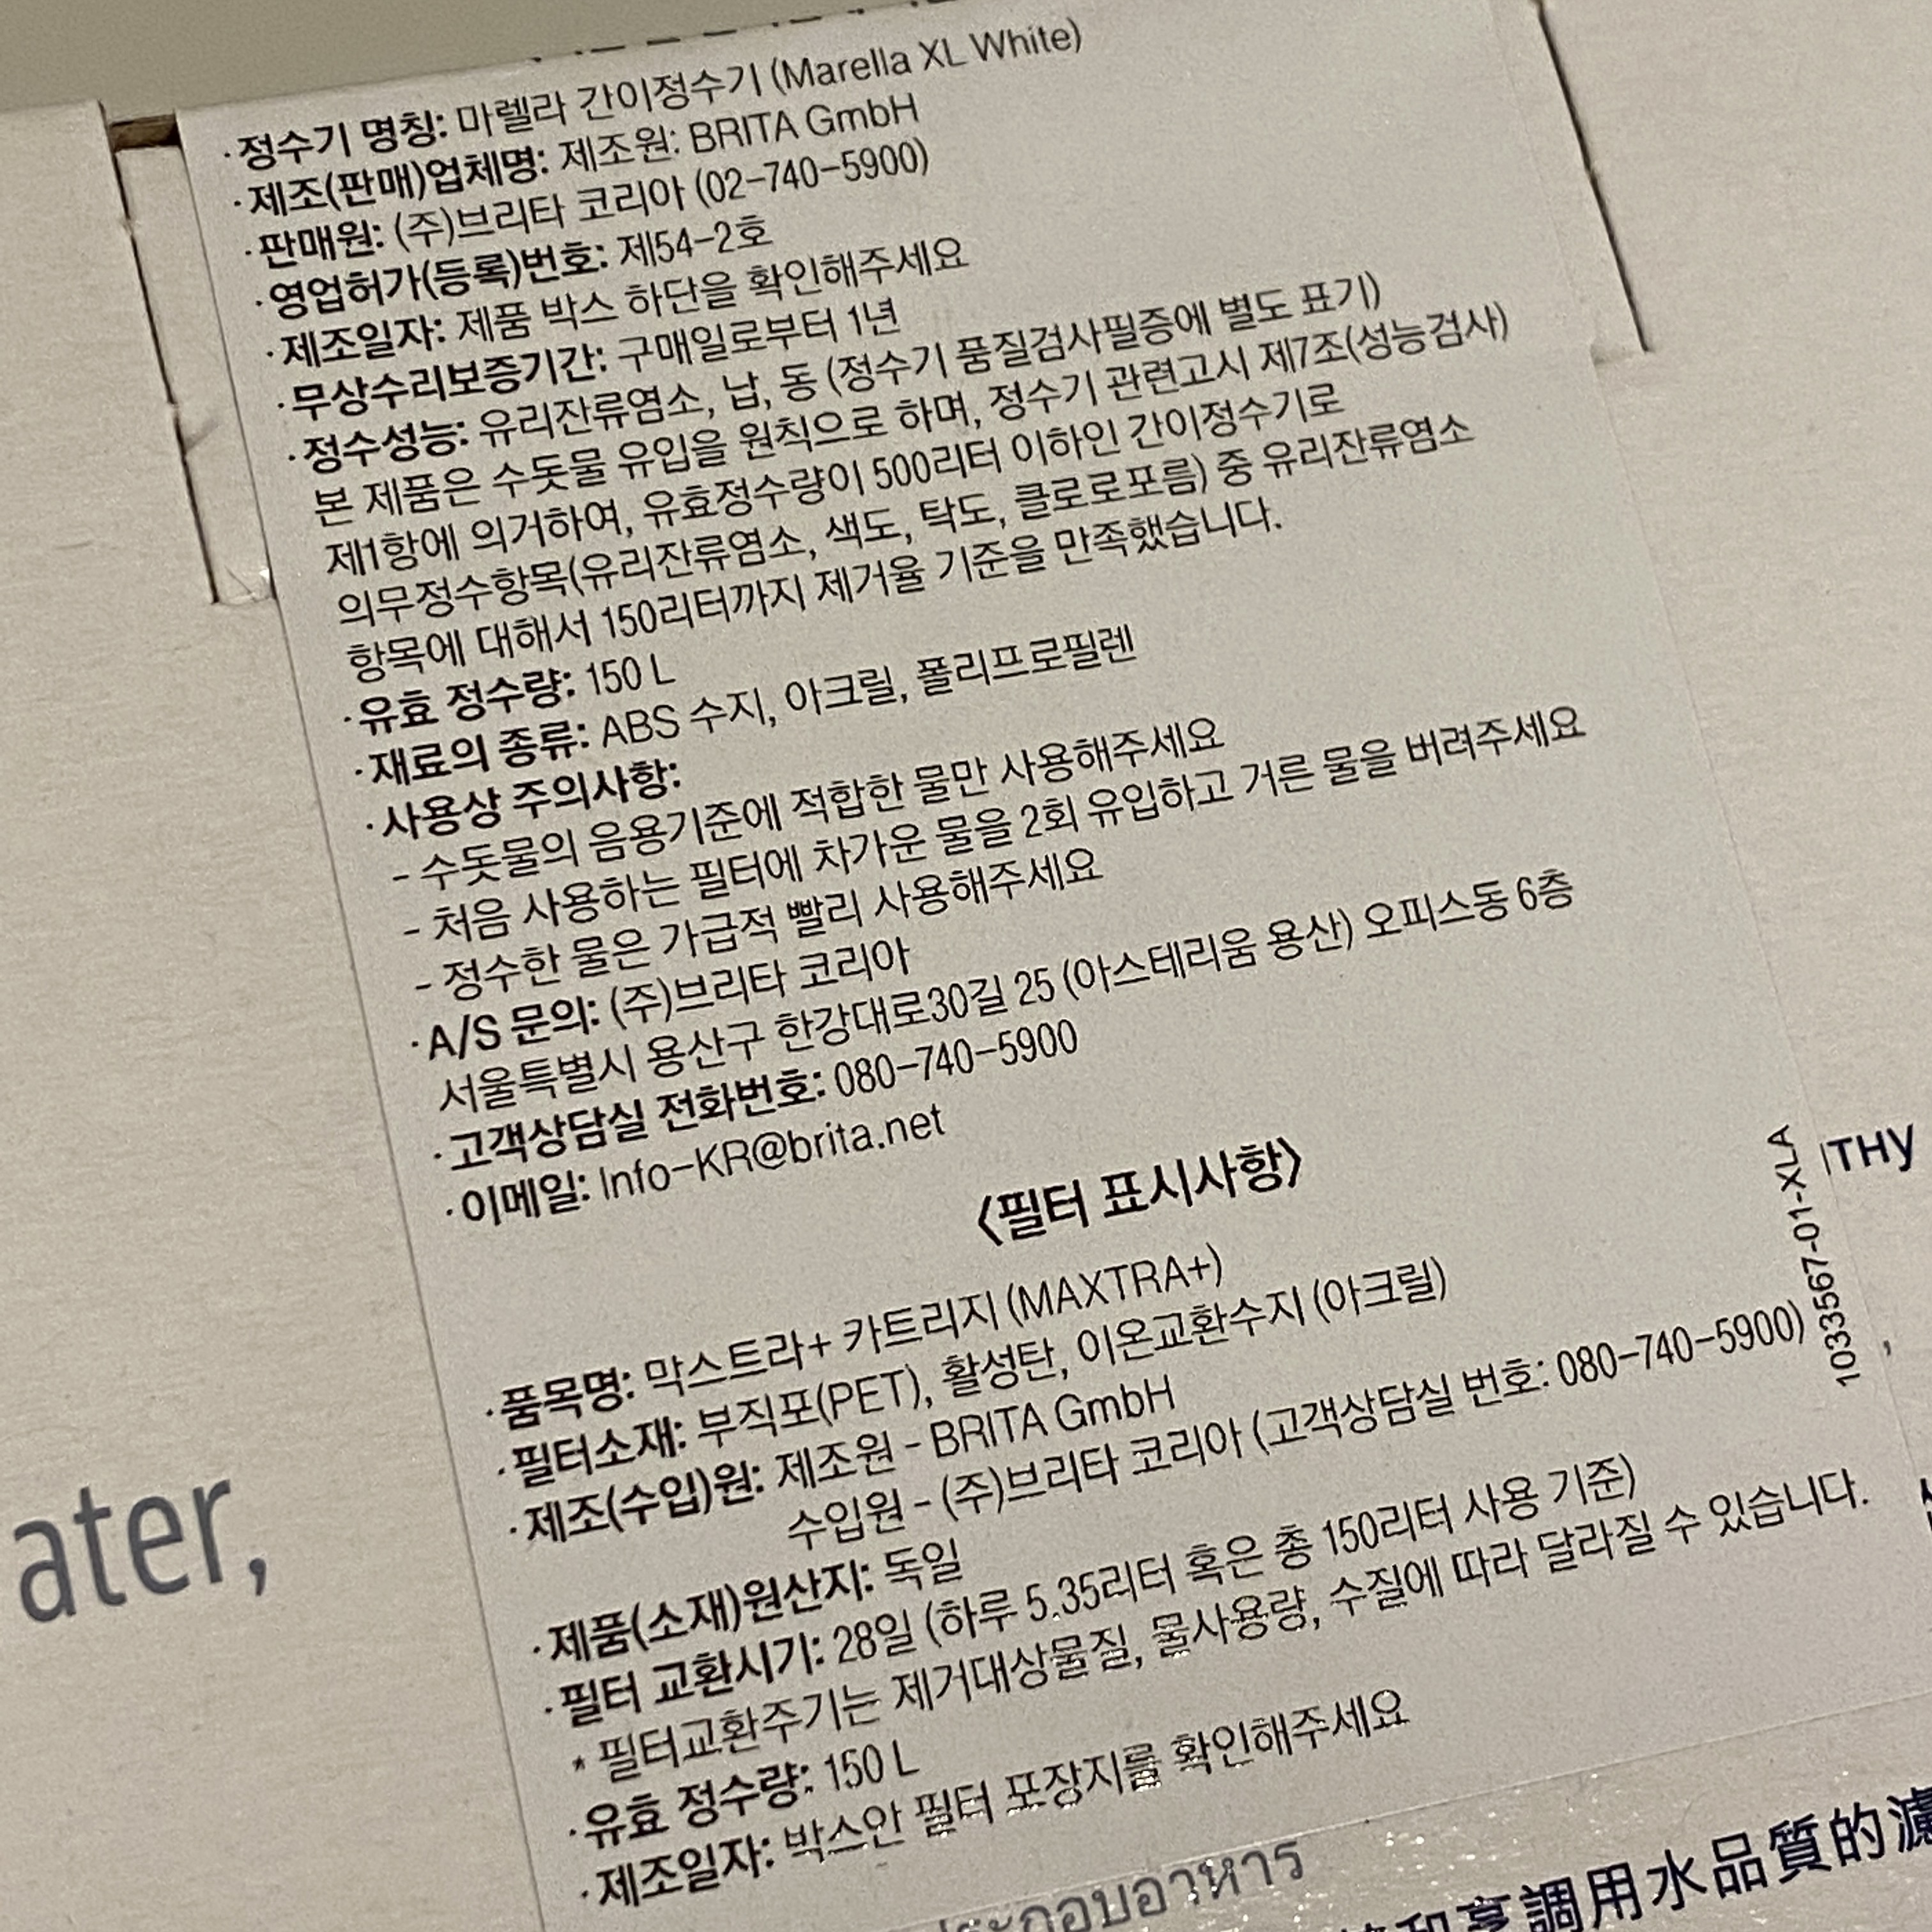 ·정수기 명칭: 마렐라 간이정수기 (Marella XL White)
·제조(판매)업체명: 제조원: BRITA GmbH
·판매원: (주)브리타 코리아 (02-740-5900)
·영업허가(등록)번호: 제54-2호
·제조일자: 제품 박스 하단을 확인해주세요
·무상수리보증기간: 구매일로부터 1년
·정수성능: 유리잔류염소, 납, 동 (정수기 품질검사필증에 별도 표기)
본 제품은 수돗물 유입을 원칙으로 하며, 정수기 관련고시 제7조(성능검사)
제1항에 의거하여, 유효정수량이 500리터 이하인 간이정수기로
의무정수항목(유리잔류염소, 색도, 탁도, 클로로포름) 중 유리잔류염소
항목에 대해서 150리터까지 제거율 기준을 만족했습니다.
·유효 정수량: 150 L
·재료의 종류: ABS 수지, 아크릴, 폴리프로필렌
·사용상 주의사항:
- 수돗물의 음용기준에 적합한 물만 사용해주세요
- 처음 사용하는 필터에 차가운 물을 2회 유입하고 거른 물을 버려주세요
- 정수한 물은 가급적 빨리 사용해주세요
·A/S 문의: (주)브리타 코리아
서울특별시 용산구 한강대로30길 25 (아스테리움 용산) 오피스동 6층
·고객상담실 전화번호: 080-740-5900
·이메일: Info-KR@brita.net
〈필터 표시사항〉
·품목명: 막스트라+ 카트리지 (MAXTRA+)
·필터소재: 부직포(PET), 활성탄, 이온교환수지 (아크릴)
·제조(수입)원: 제조원 - BRITA GmbH
수입원 - (주)브리타 코리아 (고객상담실 번호: 080-740-5900)
·제품(소재)원산지: 독일
·필터 교환시기: 28일 (하루 5.35리터 혹은 총 150리터 사용 기준)
* 필터교환주기는 제거대상물질, 물사용량, 수질에 따라 달라질 수 있습니다.
·유효 정수량: 150 L
·제조일자: 박스안 필터 포장지를 확인해주세요
1033567-01-XLA
ater,
THY
調用水品質的濾